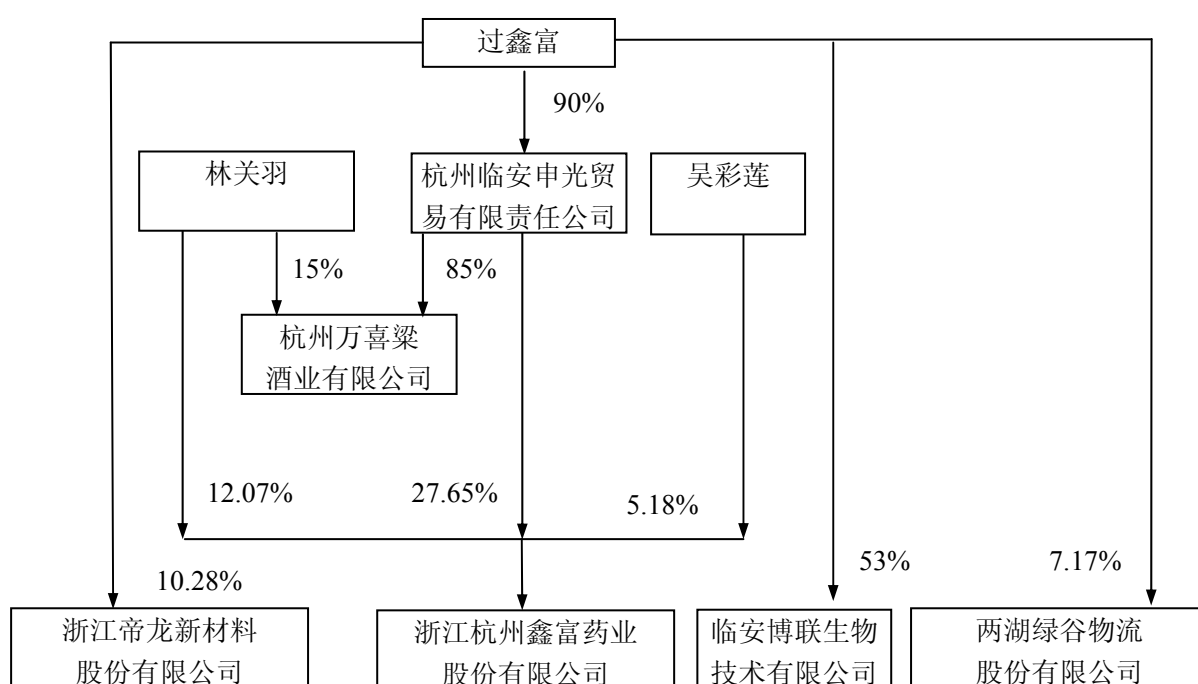 过鑫富
90%
林关羽
杭州临安申光贸
易有限责任公司
吴彩莲
15%
85%
杭州万喜粱
酒业有限公司
12.07%
27.65%
5.18%
10.28%
53%
7.17%
浙江帝龙新材料
股份有限公司
浙江杭州鑫富药业
股份有限公司
临安博联生物
技术有限公司
两湖绿谷物流
股份有限公司